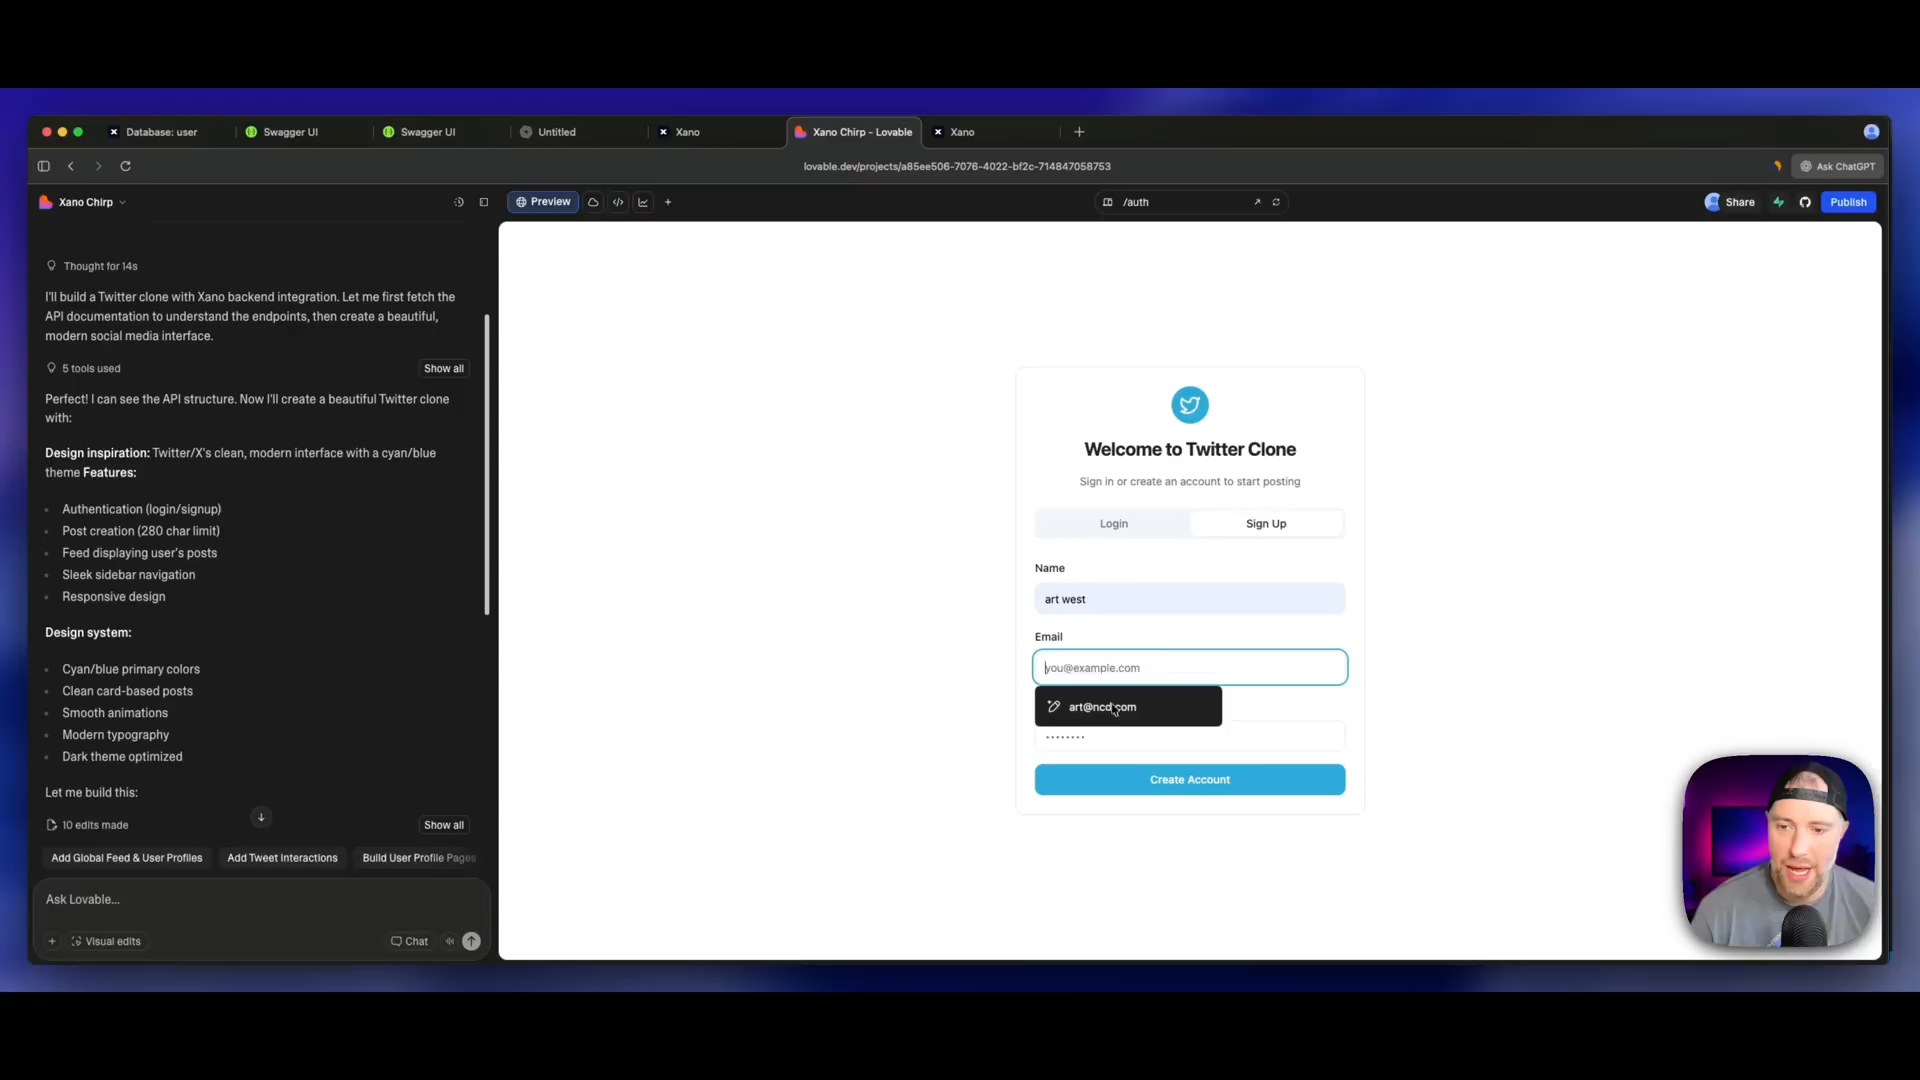 Database: user
Swagger UI
Swagger UI
Untitled
Xano
Xano Chirp - Lovable
Xano
lovable.dev/projects/a85ee506-7076-4022-bf2c-714847058753
Ask ChatGPT
Xano Chirp
Preview
/auth
Share
Publish
Thought for 14s
I'll build a Twitter clone with Xano backend integration. Let me first fetch the
API documentation to understand the endpoints, then create a beautiful,
modern social media interface.
5 tools used
Show all
Perfect! I can see the API structure. Now I'll create a beautiful Twitter clone
with:
Design inspiration: Twitter/X's clean, modern interface with a cyan/blue
theme Features:
Authentication (login/signup)
Post creation (280 char limit)
Feed displaying user's posts
Sleek sidebar navigation
Responsive design
Design system:
Cyan/blue primary colors
Clean card-based posts
Smooth animations
Modern typography
Dark theme optimized
Let me build this:
10 edits made
Show all
Add Global Feed & User Profiles
Add Tweet Interactions
Build User Profile Pages
Ask Lovable...
Visual edits
Chat
Welcome to Twitter Clone
Sign in or create an account to start posting
Login
Sign Up
Name
art west
Email
you@example.com
art@ncd.com
Create Account